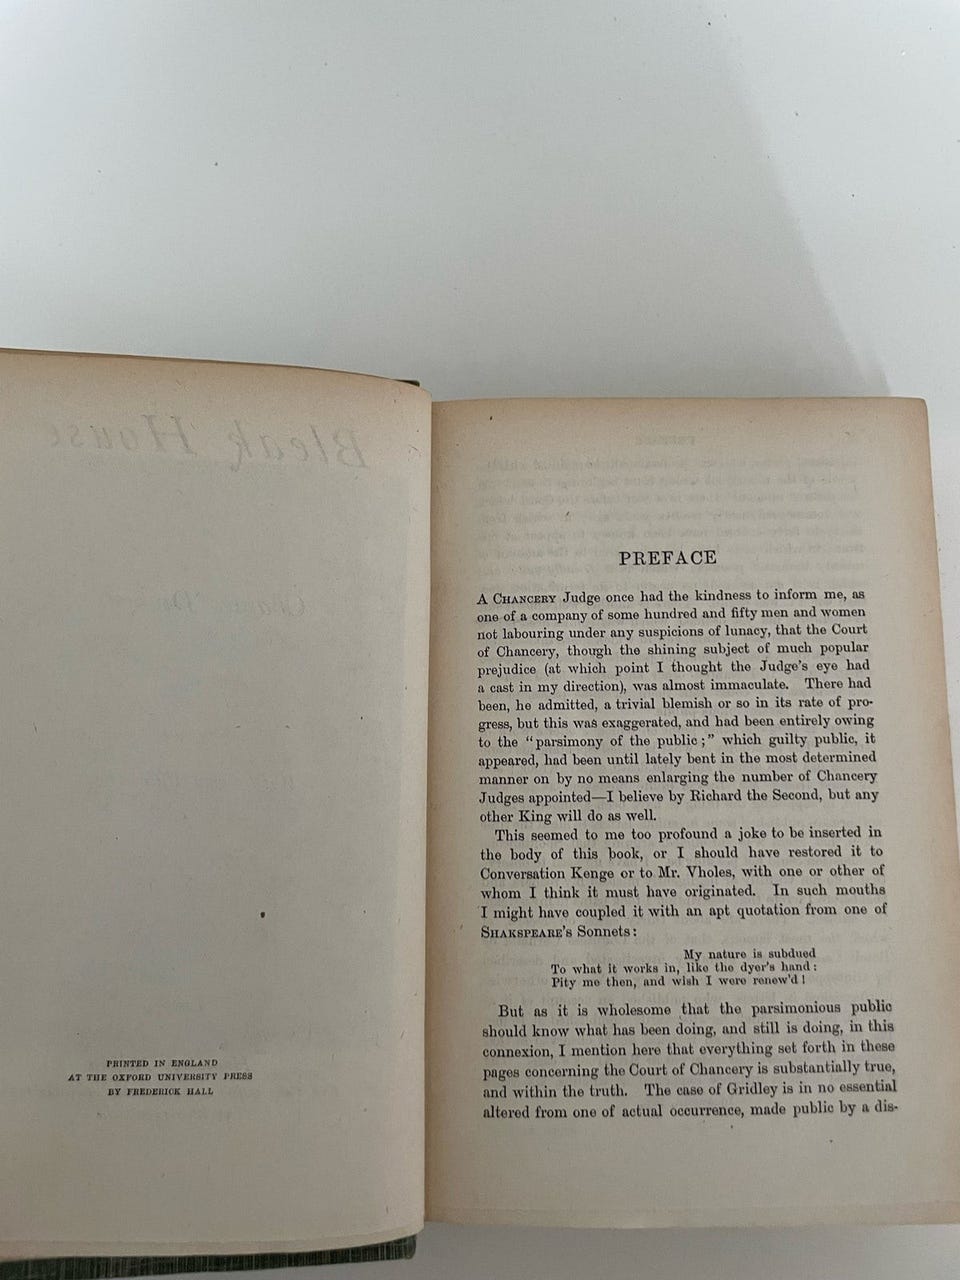 Bleak House
PRINTED IN ENGLAND
AT THE OXFORD UNIVERSITY PRESS
BY FREDERICK HALL
PREFACE
A CHANCERY Judge once had the kindness to inform me, as
one of a company of some hundred and fifty men and women
not labouring under any suspicions of lunacy, that the Court
of Chancery, though the shining subject of much popular
prejudice (at which point I thought the Judge's eye had
a cast in my direction), was almost immaculate. There had
been, he admitted, a trivial blemish or so in its rate of pro-
gress, but this was exaggerated, and had been entirely owing
to the "parsimony of the public;" which guilty public, it
appeared, had been until lately bent in the most determined
manner on by no means enlarging the number of Chancery
Judges appointed—I believe by Richard the Second, but any
other King will do as well.
This seemed to me too profound a joke to be inserted in
the body of this book, or I should have restored it to
Conversation Kenge or to Mr. Vholes, with one or other of
whom I think it must have originated. In such mouths
I might have coupled it with an apt quotation from one of
SHAKSPEARE'S Sonnets:
My nature is subdued
To what it works in, like the dyer's hand:
Pity me then, and wish I were renew'd!
But as it is wholesome that the parsimonious public
should know what has been doing, and still is doing, in this
connexion, I mention here that everything set forth in these
pages concerning the Court of Chancery is substantially true,
and within the truth. The case of Gridley is in no essential
altered from one of actual occurrence, made public by a dis-